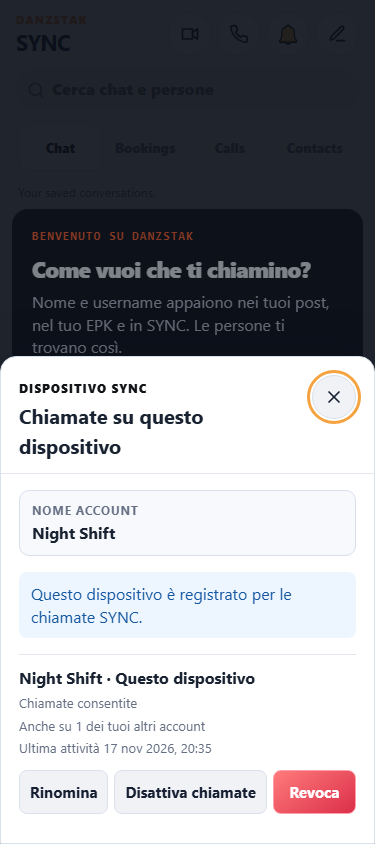 DANZSTAK
SYNC
Cerca chat e persone
Chat
Bookings
Calls
Contacts
Your saved conversations.
BENVENUTO SU DANZSTAK
Come vuoi che ti chiamino?
Nome e username appaiono nei tuoi post,
nel tuo EPK e in SYNC. Le persone ti
trovano così.
DISPOSITIVO SYNC
Chiamate su questo
dispositivo
NOME ACCOUNT
Night Shift
Questo dispositivo è registrato per le
chiamate SYNC.
Night Shift · Questo dispositivo
Chiamate consentite
Anche su 1 dei tuoi altri account
Ultima attività 17 nov 2026, 20:35
Rinomina
Disattiva chiamate
Revoca